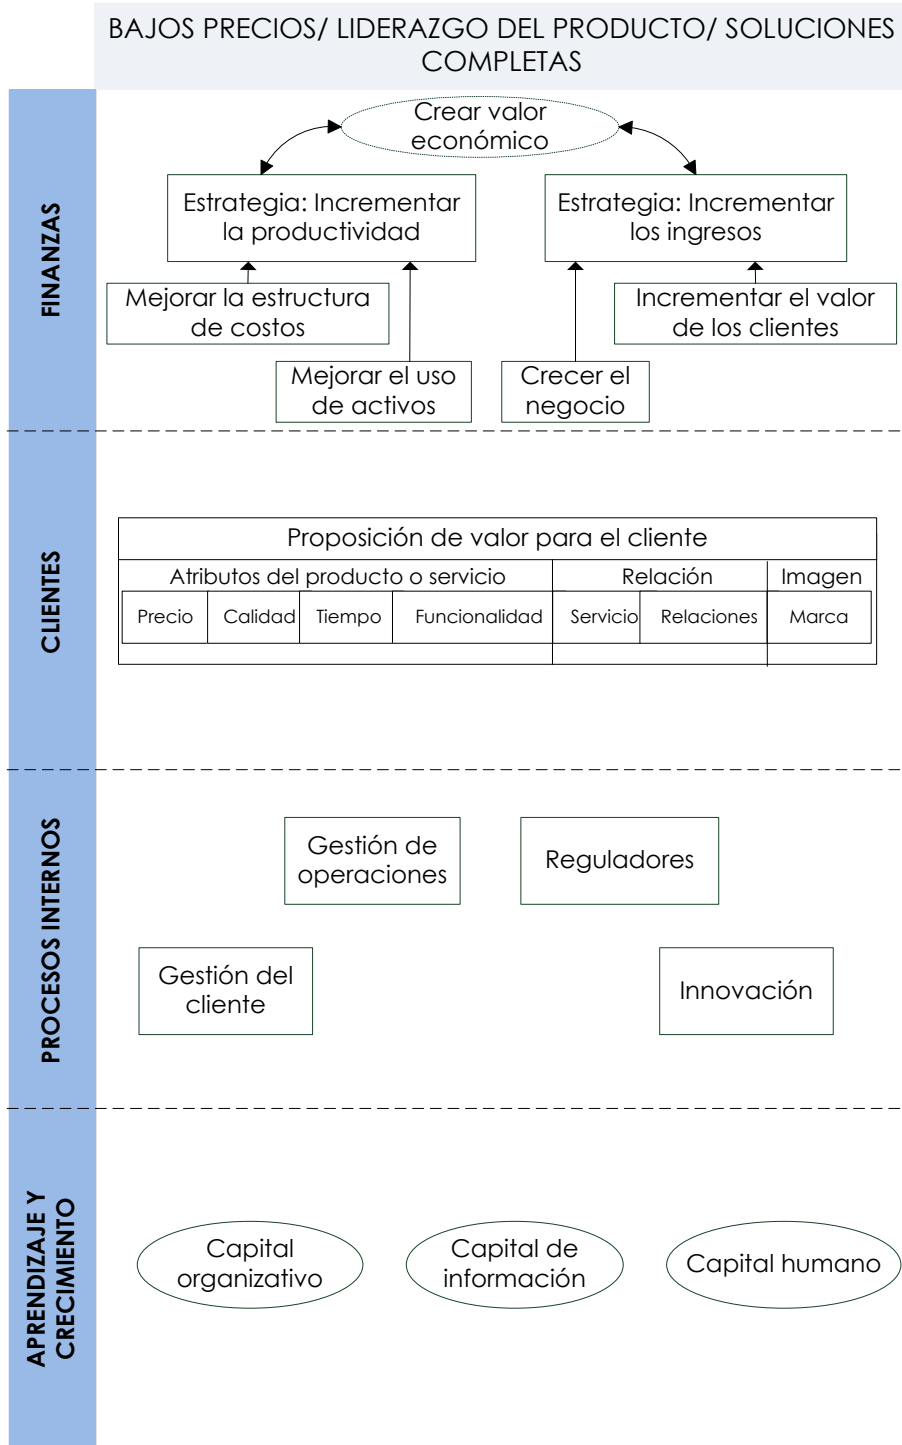 BAJOS PRECIOS/ LIDERAZGO DEL PRODUCTO/ SOLUCIONES
COMPLETAS
FINANZAS
Crear valor
económico
Estrategia: Incrementar
la productividad
Estrategia: Incrementar
los ingresos
Mejorar la estructura
de costos
Incrementar el valor
de los clientes
Mejorar el uso
de activos
Crecer el
negocio
CLIENTES
Proposición de valor para el cliente
Atributos del producto o servicio
Relación
Imagen
Precio
Calidad
Tiempo
Funcionalidad
Servicio
Relaciones
Marca
PROCESOS INTERNOS
Gestión de
operaciones
Reguladores
Gestión del
cliente
Innovación
APRENDIZAJE Y
CRECIMIENTO
Capital
organizativo
Capital de
información
Capital humano